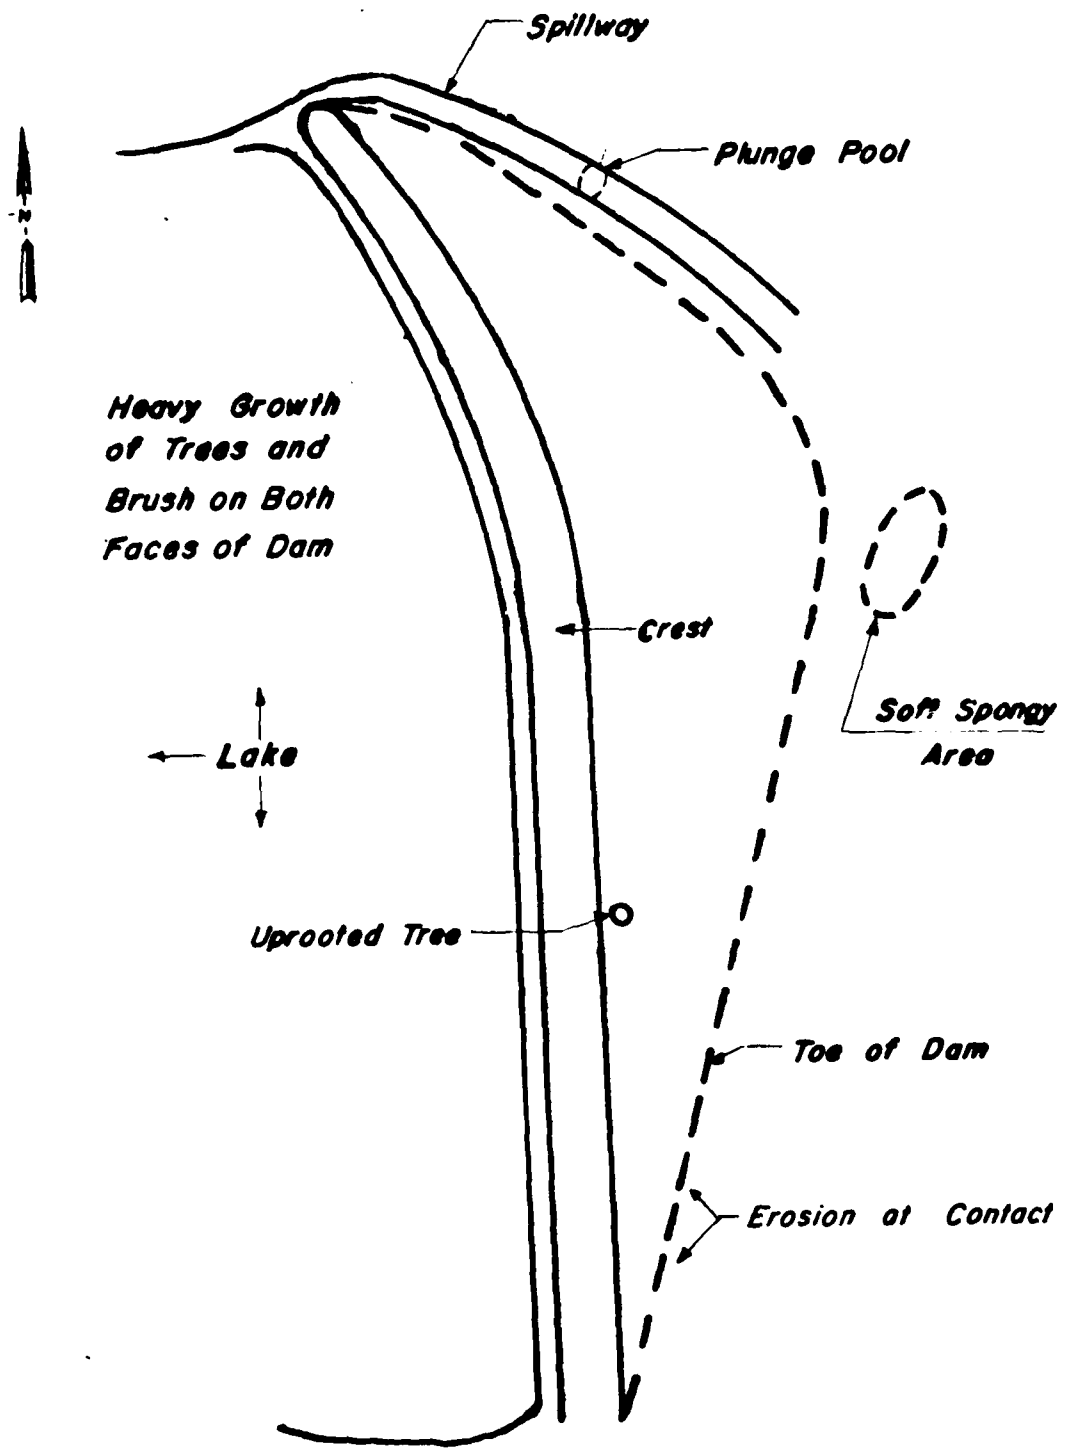 Spillway
Plunge Pool
N
Heavy Growth
of Trees and
Brush on Both
Faces of Dam
Crest
Soft Spongy
Area
Lake
Uprooted Tree
Toe of Dam
Erosion at Contact